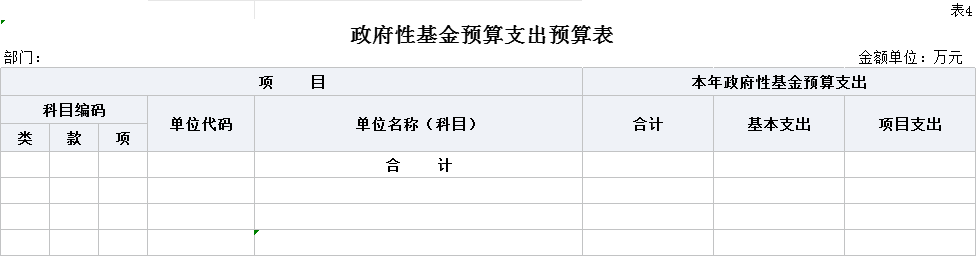 表4
政府性基金预算支出预算表
部门：
金额单位：万元
项 目
本年政府性基金预算支出
科目编码
单位代码
单位名称（科目）
合计
基本支出
项目支出
类
款
项
合 计